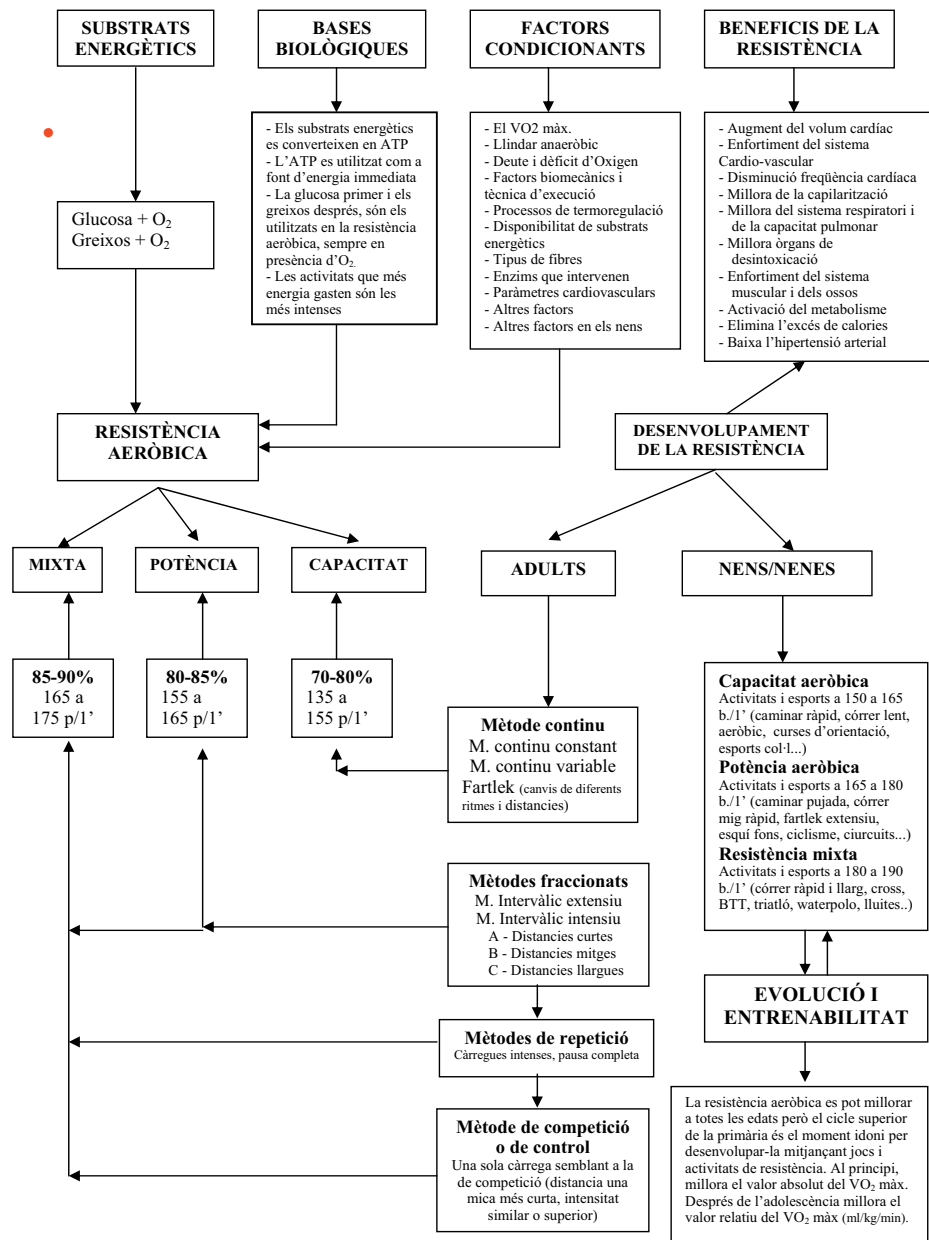 SUBSTRATS
ENERGÈTICS
BASES
BIOLÒGIQUES
FACTORS
CONDICIONANTS
BENEFICIS DE LA
RESISTÈNCIA
Glucosa + O₂
Greixos + O₂
- Els substrats energètics
es converteixen en ATP
- L'ATP es utilitzat com a
font d'energia immediata
- La glucosa primer i els
greixos després, són els
utilitzats en la resistència
aeròbica, sempre en
presència d'O₂.
- Les activitats que més
energia gasten són les
més intenses
- El VO2 màx.
- Llindar anaeròbic
- Deute i dèficit d'Oxigen
- Factors biomecànics i
tècnica d'execució
- Processos de termoregulació
- Disponibilitat de substrats
energètics
- Tipus de fibres
- Enzims que intervenen
- Paràmetres cardiovasculars
- Altres factors
- Altres factors en els nens
- Augment del volum cardíac
- Enfortiment del sistema
Cardio-vascular
- Disminució freqüència cardíaca
- Millora de la capilarització
- Millora del sistema respiratori i
de la capacitat pulmonar
- Millora òrgans de
desintoxicació
- Enfortiment del sistema
muscular i dels ossos
- Activació del metabolisme
- Elimina l'excés de calories
- Baixa l'hipertensió arterial
RESISTÈNCIA
AERÒBICA
DESENVOLUPAMENT
DE LA RESISTÈNCIA
MIXTA
POTÈNCIA
CAPACITAT
ADULTS
NENS/NENES
85-90%
165 a
175 p/1'
80-85%
155 a
165 p/1'
70-80%
135 a
155 p/1'
Mètode continu
M. continu constant
M. continu variable
Fartlek (canvis de diferents
ritmes i distancies)
Capacitat aeròbica
Activitats i esports a 150 a 165
b./1' (caminar ràpid, córrer lent,
aeròbic, curses d'orientació,
esports col·l...)
Potència aeròbica
Activitats i esports a 165 a 180
b./1' (caminar pujada, córrer
mig ràpid, fartlek extensiu,
esquí fons, ciclisme, ciurcuits...)
Resistència mixta
Activitats i esports a 180 a 190
b./1' (córrer ràpid i llarg, cross,
BTT, triatló, waterpolo, lluites..)
Mètodes fraccionats
M. Intervàlic extensiu
M. Intervàlic intensiu
A - Distancies curtes
B - Distancies mitges
C - Distancies llargues
EVOLUCIÓ I
ENTRENABILITAT
Mètodes de repetició
Càrregues intenses, pausa completa
Mètode de competició
o de control
Una sola càrrega semblant a la
de competició (distancia una
mica més curta, intensitat
similar o superior)
La resistència aeròbica es pot millorar
a totes les edats però el cicle superior
de la primària és el moment idoni per
desenvolupar-la mitjançant jocs i
activitats de resistència. Al principi,
millora el valor absolut del VO₂ màx.
Després de l'adolescència millora el
valor relatiu del VO₂ màx (ml/kg/min).